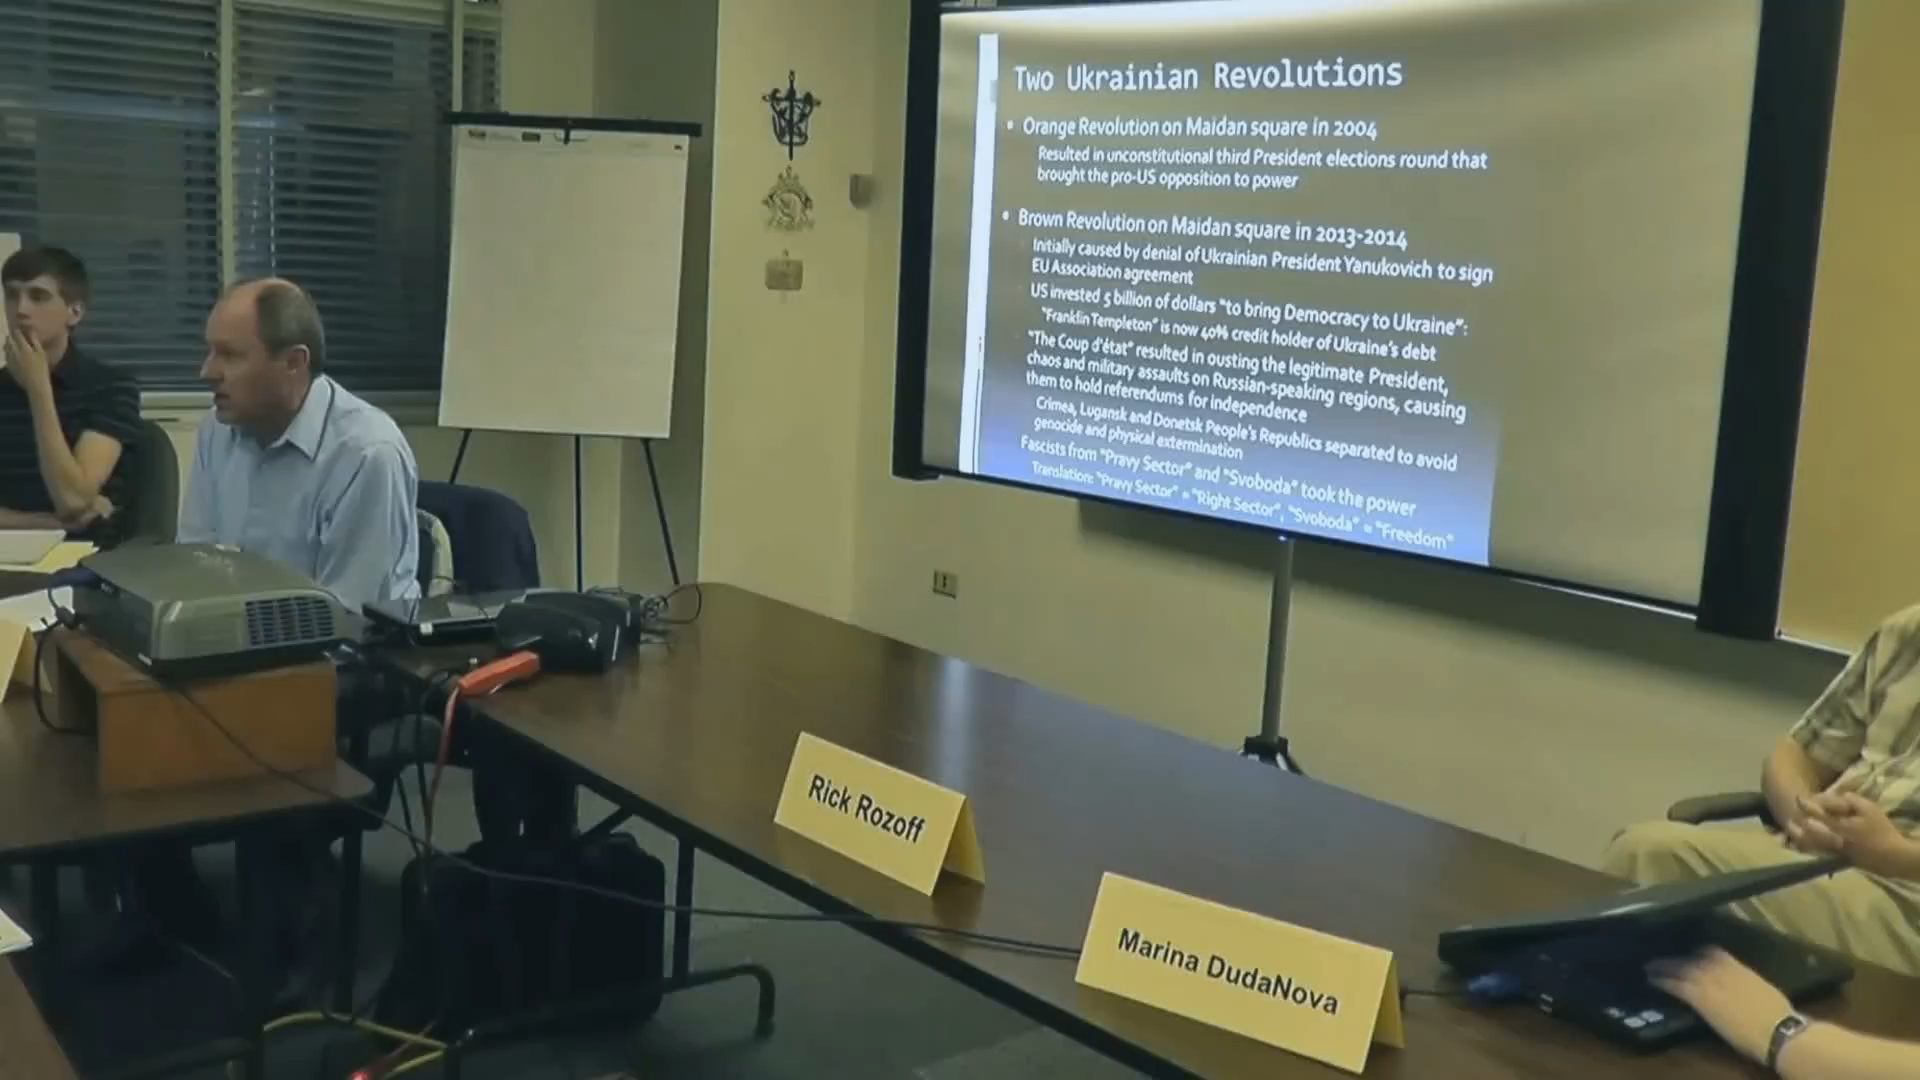 Two Ukrainian Revolutions
• Orange Revolution on Maidan square in 2004
Resulted in unconstitutional third President elections round that
brought the pro-US opposition to power
• Brown Revolution on Maidan square in 2013-2014
Initially caused by denial of Ukrainian President Yanukovich to sign
EU Association agreement
US invested 5 billion of dollars "to bring Democracy to Ukraine":
"Franklin Templeton" is now 40% credit holder of Ukraine's debt
"The Coup d'état" resulted in ousting the legitimate President,
chaos and military assaults on Russian-speaking regions, causing
them to hold referendums for independence
Crimea, Lugansk and Donetsk People's Republics separated to avoid
genocide and physical extermination
Fascists from "Pravy Sector" and "Svoboda" took the power
Translation: "Pravy Sector" = "Right Sector", "Svoboda" = "Freedom"
Rick Rozoff
Marina DudaNova